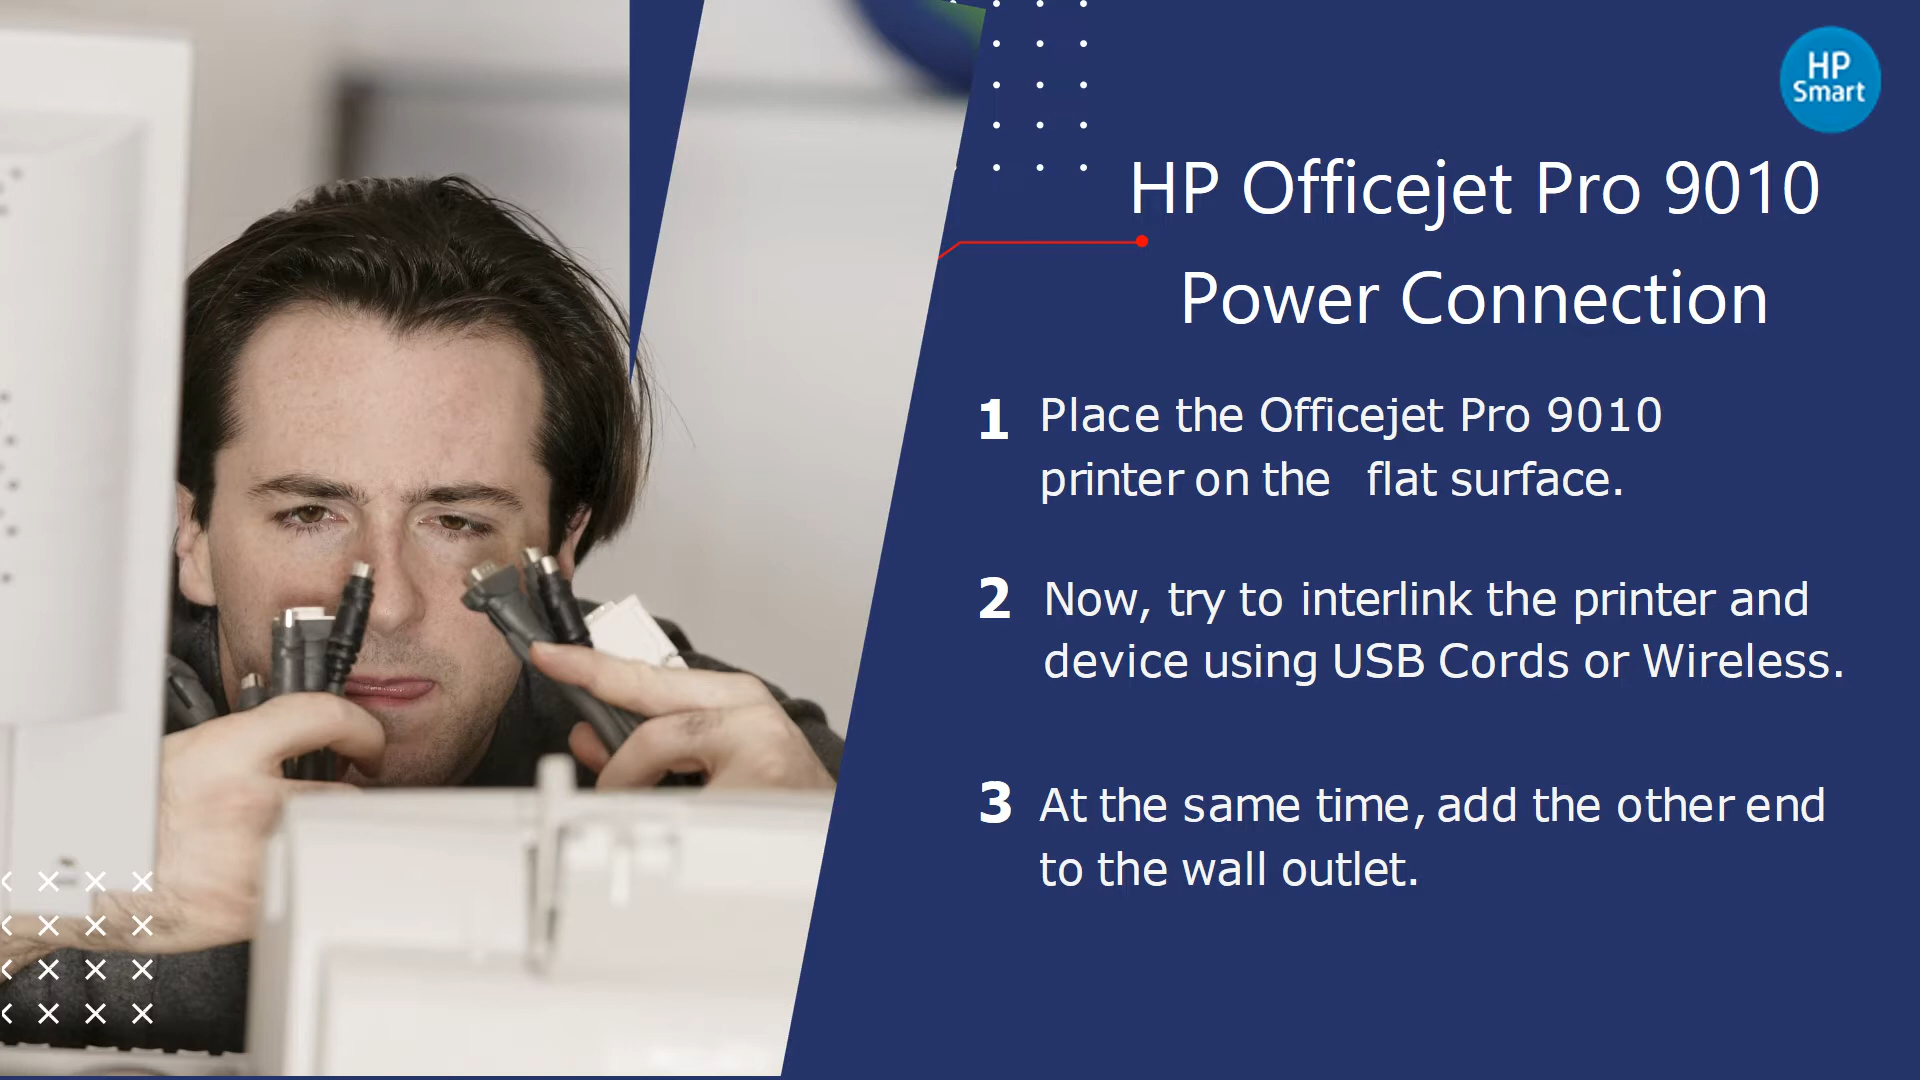 HP
Smart
HP Officejet Pro 9010
Power Connection
1 Place the Officejet Pro 9010
printer on the flat surface.
2 Now, try to interlink the printer and
device using USB Cords or Wireless.
3 At the same time, add the other end
to the wall outlet.